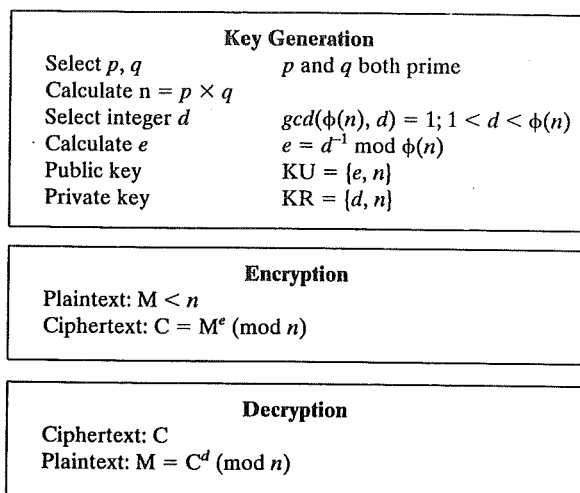 Key Generation
Select p, q p and q both prime
Calculate n = p × q
Select integer d gcd(ϕ(n), d) = 1; 1 < d < ϕ(n)
Calculate e e = d⁻¹ mod ϕ(n)
Public key KU = {e, n}
Private key KR = {d, n}
Encryption
Plaintext: M < n
Ciphertext: C = Mᵉ (mod n)
Decryption
Ciphertext: C
Plaintext: M = Cᵈ (mod n)